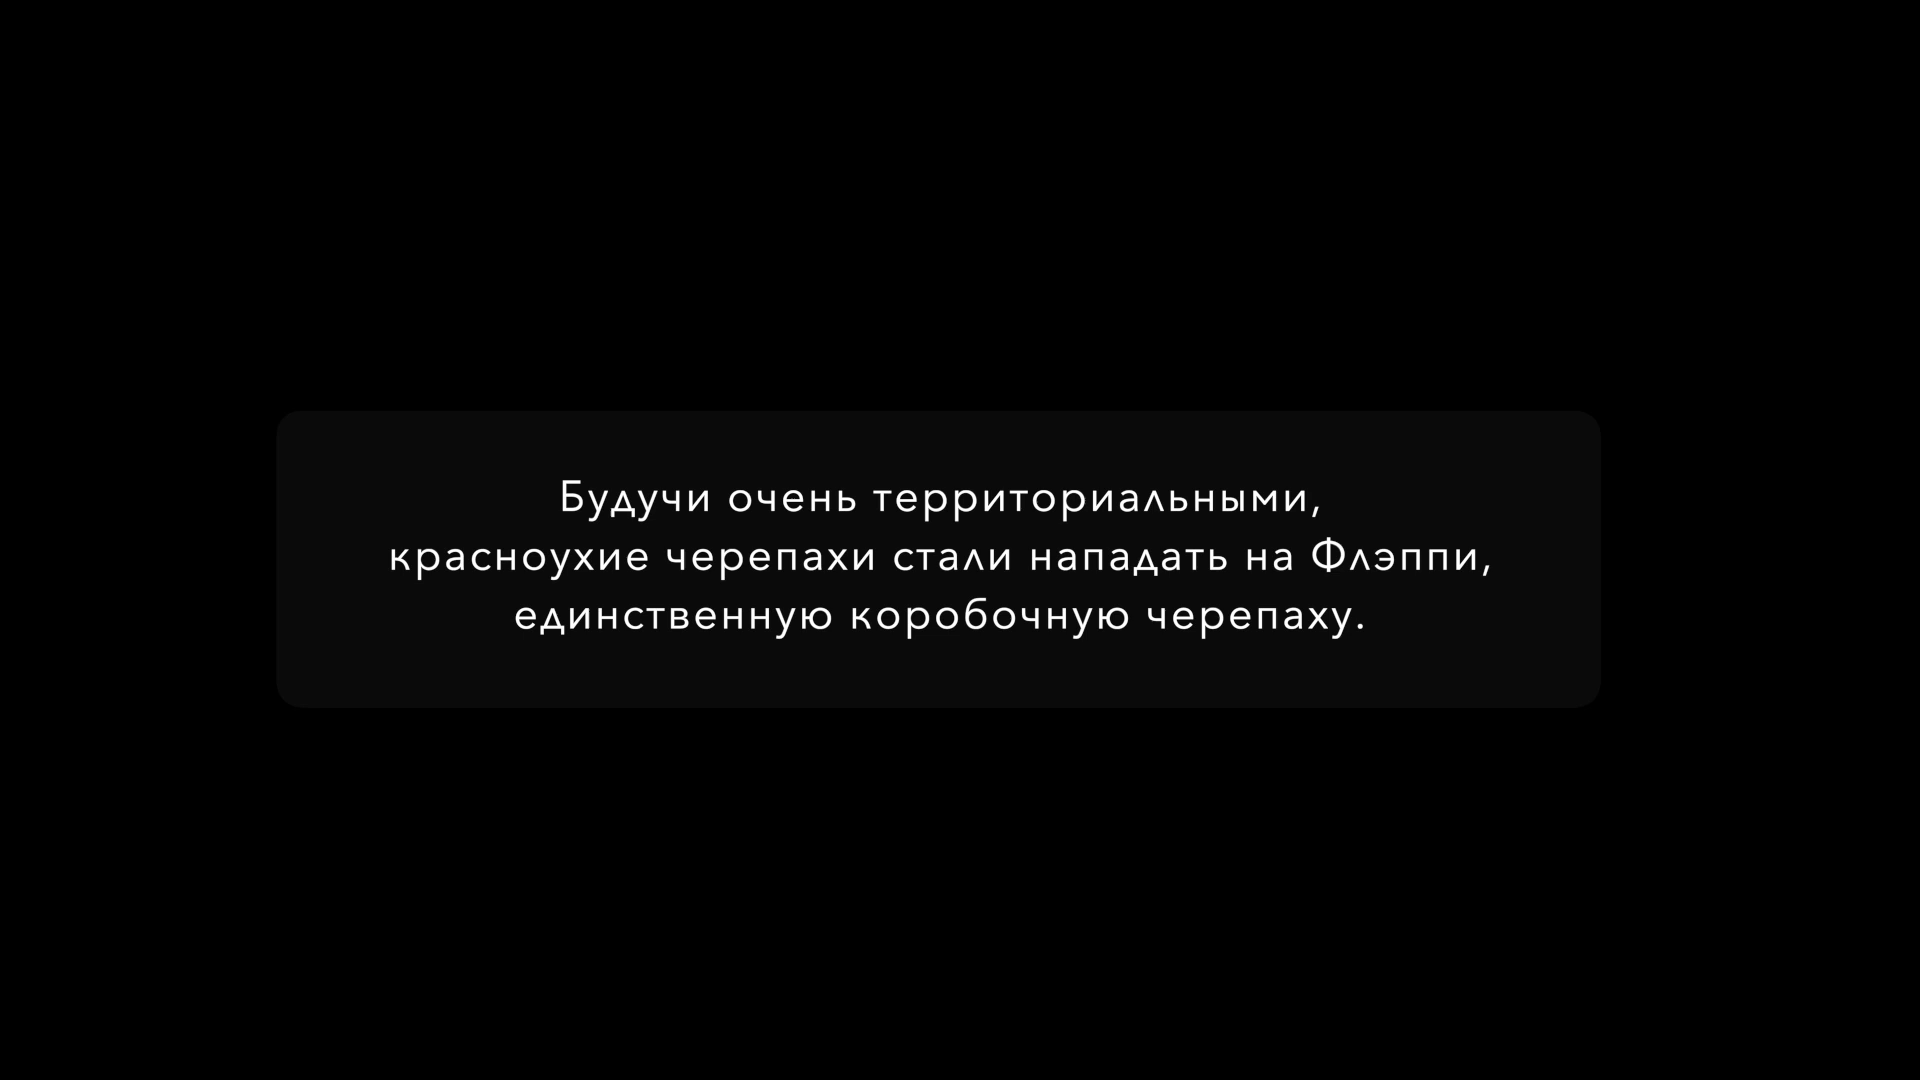 Будучи очень территориальными,
красноухие черепахи стали нападать на Флэппи,
единственную коробочную черепаху.